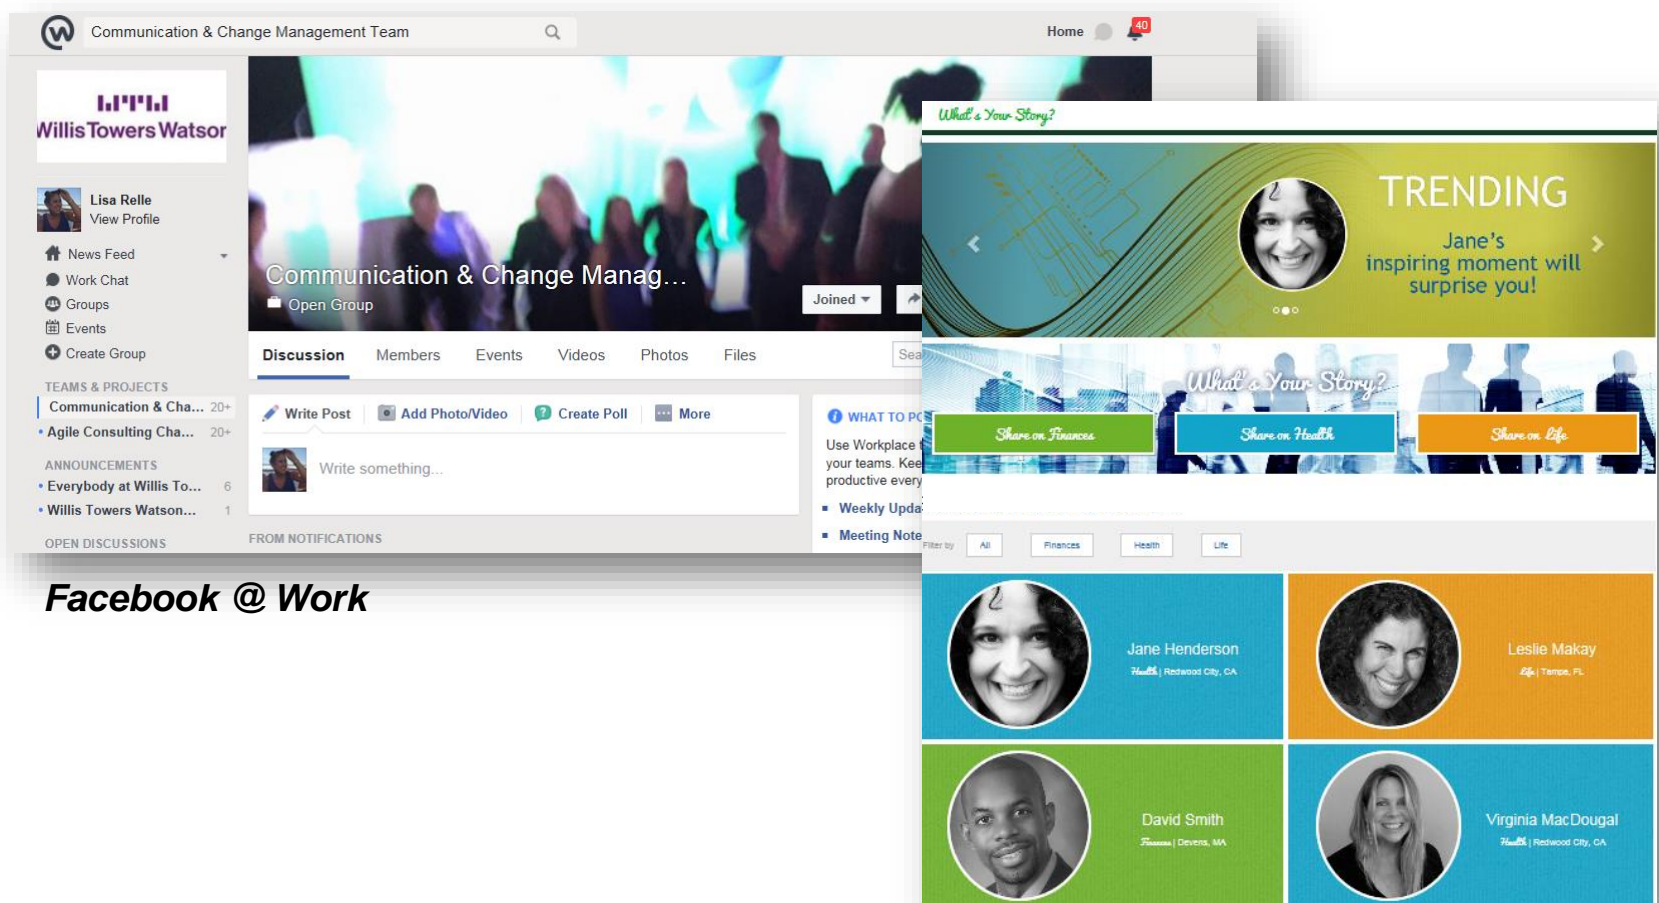 Communication & Change Management Team
Home
40
Willis Towers Watson
Lisa Relle
View Profile
News Feed
Work Chat
Groups
Events
Create Group
TEAMS & PROJECTS
Communication & Cha... 20+
Agile Consulting Cha... 20+
ANNOUNCEMENTS
Everybody at Willis To... 6
Willis Towers Watson... 1
OPEN DISCUSSIONS
Communication & Change Manag...
Open Group
Joined
Discussion Members Events Videos Photos Files
Sea
Write Post Add Photo/Video Create Poll More
Write something...
FROM NOTIFICATIONS
WHAT TO PO
Use Workplace
your teams. Kee
productive every
Weekly Upda
Meeting Note
Facebook @ Work
What's Your Story?
TRENDING
Jane's
inspiring moment will
surprise you!
What's Your Story?
Share on Finances
Share on Health
Share on Life
Filter by All Finances Health Life
Jane Henderson
Health | Redwood City, CA
Leslie Makay
Life | Tampa, FL
David Smith
Finances | Devens, MA
Virginia MacDougal
Health | Redwood City, CA